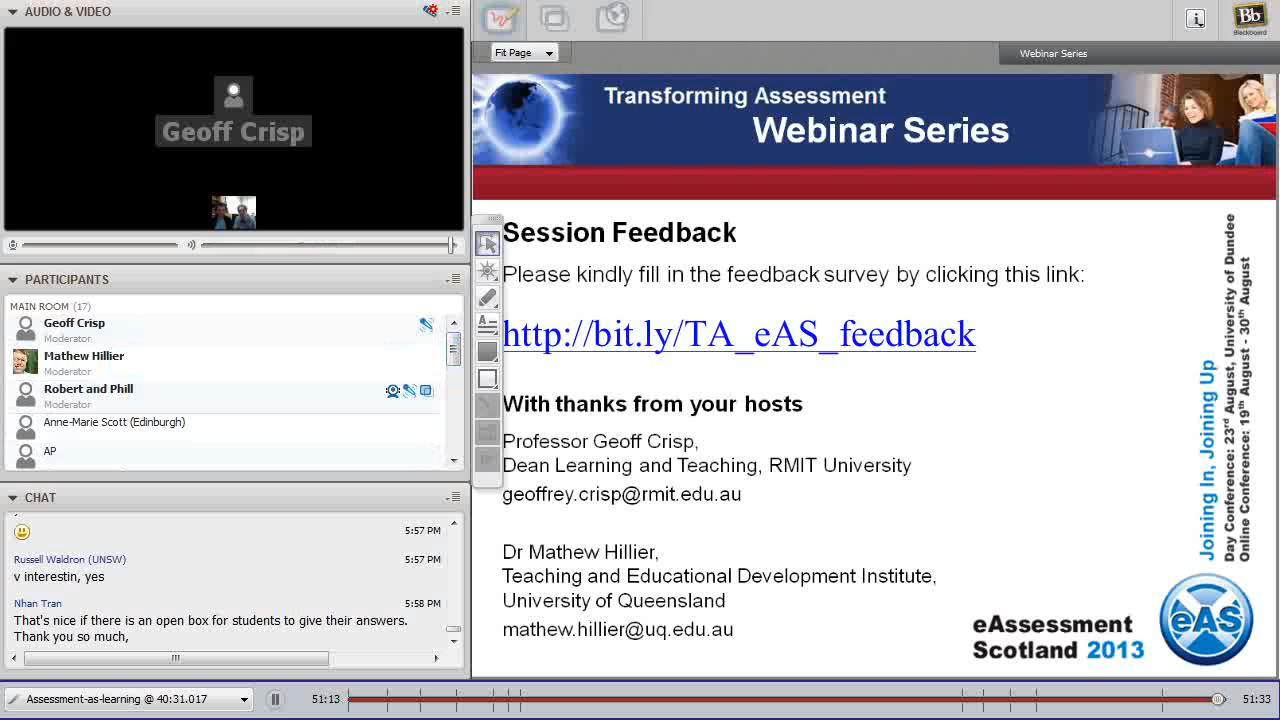 AUDIO & VIDEO
Geoff Crisp
PARTICIPANTS
MAIN ROOM (17)
Geoff Crisp
Moderator
Mathew Hillier
Moderator
Robert and Phill
Moderator
Anne-Marie Scott (Edinburgh)
AP
CHAT
5:57 PM
Russell Waldron (UNSW)
5:57 PM
v interestin, yes
Nhan Tran
5:58 PM
That's nice if there is an open box for students to give their answers.
Thank you so much,
Fit Page
Webinar Series
Bb
Blackboard
Transforming Assessment
Webinar Series
Session Feedback
Please kindly fill in the feedback survey by clicking this link:
http://bit.ly/TA_eAS_feedback
With thanks from your hosts
Professor Geoff Crisp,
Dean Learning and Teaching, RMIT University
geoffrey.crisp@rmit.edu.au
Dr Mathew Hillier,
Teaching and Educational Development Institute,
University of Queensland
mathew.hillier@uq.edu.au
Joining In, Joining Up
Day Conference: 23rd August, University of Dundee
Online Conference: 19th August - 30th August
eAssessment
Scotland 2013
eAS
Assessment-as-learning @ 40:31.017
51:13
51:33